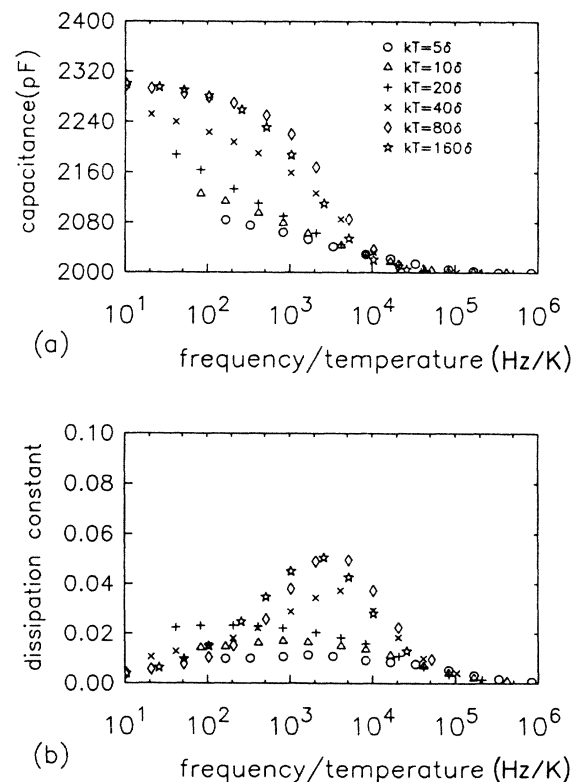 2400
2300
2260
2160
2080
2000
capacitance(pF)
○ kT=5δ
△ kT=10δ
+ kT=20δ
× kT=40δ
◇ kT=80δ
☆ kT=160δ
10¹ 10² 10³ 10⁴ 10⁵ 10⁶
(a) frequency/temperature (Hz/K)
0.10
0.08
0.06
0.04
0.02
0.00
dissipation constant
10¹ 10² 10³ 10⁴ 10⁵ 10⁶
(b) frequency/temperature (Hz/K)